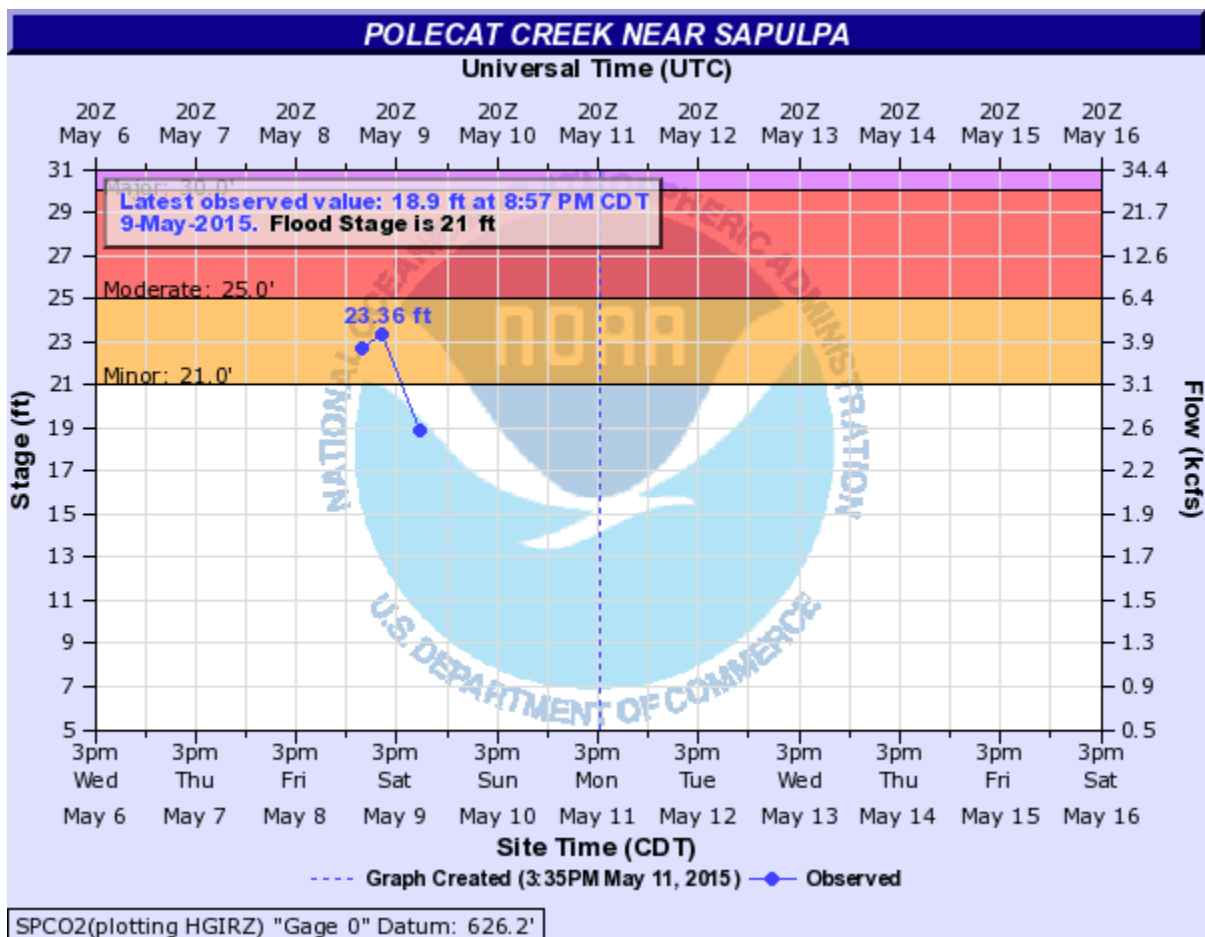 POLECAT CREEK NEAR SAPULPA
Universal Time (UTC)
20Z 20Z 20Z 20Z 20Z 20Z 20Z 20Z 20Z 20Z 20Z
May 6 May 7 May 8 May 9 May 10 May 11 May 12 May 13 May 14 May 15 May 16
31 34.4
Major: 30.0'
Latest observed value: 18.9 ft at 8:57 PM CDT
9-May-2015. Flood Stage is 21 ft
29 21.7
27 12.6
Moderate: 25.0'
25 6.4
23.36 ft
23 3.9
Minor: 21.0'
21 3.1
19 2.6
17 2.2
15 1.9
13 1.7
11 1.5
9 1.3
7 0.9
5 0.5
Stage (ft)
Flow (kcfs)
NATIONAL OCEANIC AND ATMOSPHERIC ADMINISTRATION
NOAA
U.S. DEPARTMENT OF COMMERCE
3pm 3pm 3pm 3pm 3pm 3pm 3pm 3pm 3pm 3pm 3pm
Wed Thu Fri Sat Sun Mon Tue Wed Thu Fri Sat
May 6 May 7 May 8 May 9 May 10 May 11 May 12 May 13 May 14 May 15 May 16
Site Time (CDT)
Graph Created (3:35PM May 11, 2015) Observed
SPCO2(plotting HGIRZ) "Gage 0" Datum: 626.2'